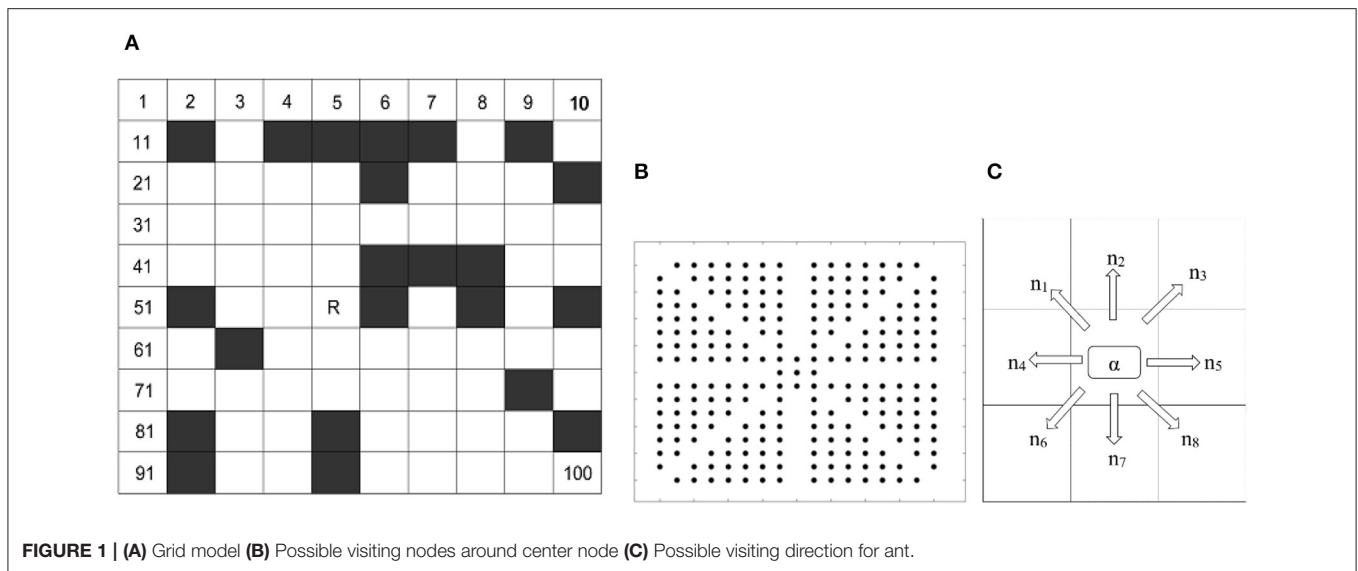 A
1 2 3 4 5 6 7 8 9 10
11
21
31
41
51 R
61
71
81
91 100
B
C
n1 n2 n3
n4 α n5
n6 n7 n8
FIGURE 1 | (A) Grid model (B) Possible visiting nodes around center node (C) Possible visiting direction for ant.